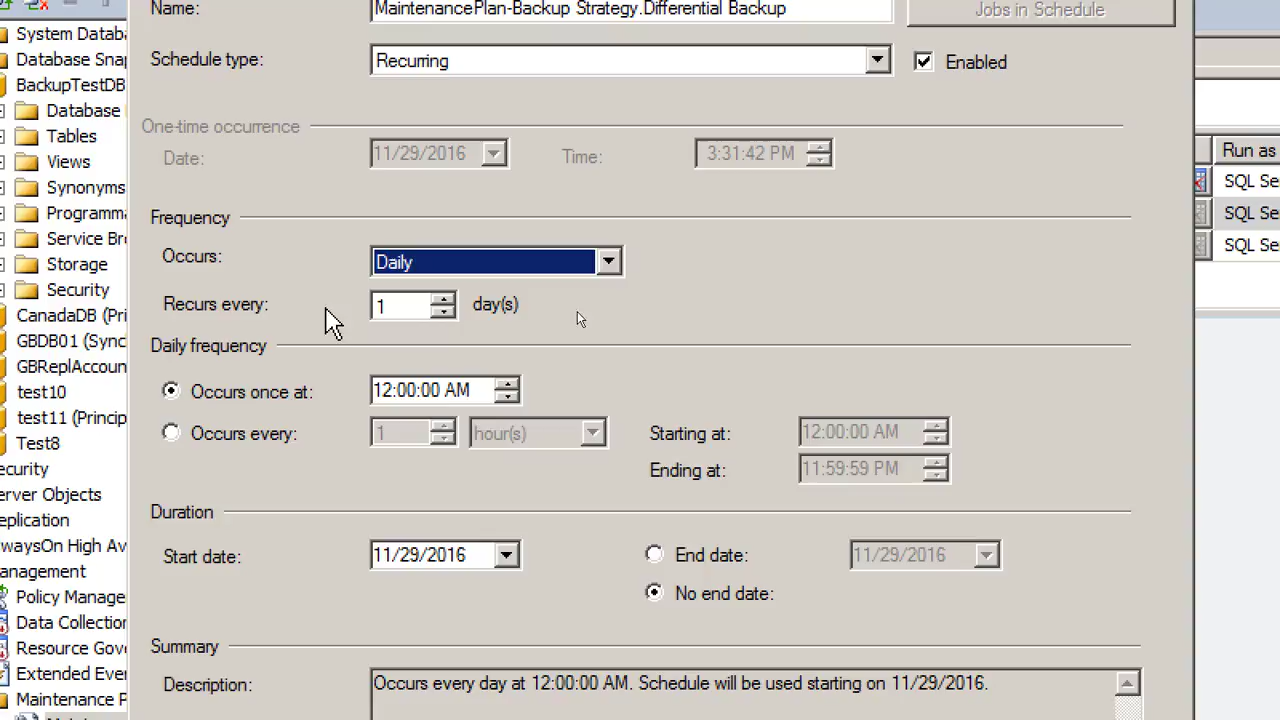 Name: MaintenancePlan-Backup Strategy.Differential Backup Jobs in Schedule
System Datab
Schedule type: Recurring Enabled
Database Snap
BackupTestDB
Database
One-time occurrence
Tables
Date: 11/29/2016 Time: 3:31:42 PM
Run as
Views
SQL Se
Synonyms
Programma
Frequency
SQL Se
Service Bro
Occurs: Daily
SQL Se
Storage
Security
Recurs every: 1 day(s)
CanadaDB (Pri
GBDB01 (Sync
Daily frequency
GBReplAccoun
test10
Occurs once at: 12:00:00 AM
test11 (Princip
Occurs every: 1 hour(s) Starting at: 12:00:00 AM
Test8
ecurity
Ending at: 11:59:59 PM
erver Objects
eplication
Duration
waysOn High Av
Start date: 11/29/2016 End date: 11/29/2016
anagement
Policy Manage
No end date:
Data Collectio
Resource Gov
Summary
Extended Eve
Description: Occurs every day at 12:00:00 AM. Schedule will be used starting on 11/29/2016.
Maintenance P